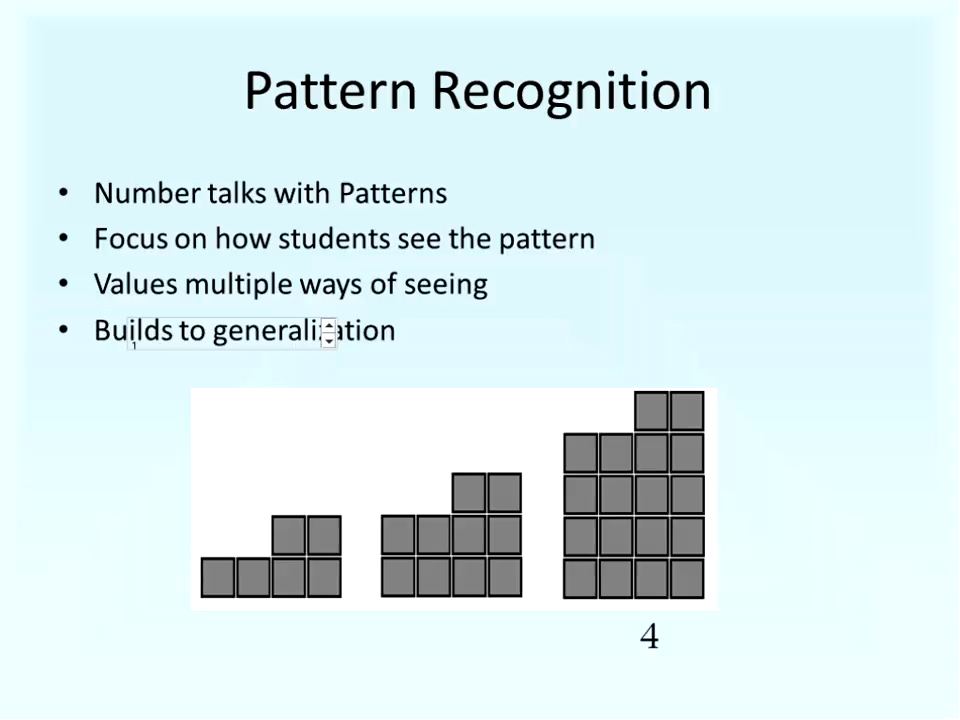 Pattern Recognition
• Number talks with Patterns
• Focus on how students see the pattern
• Values multiple ways of seeing
• Builds to generalization
1
4